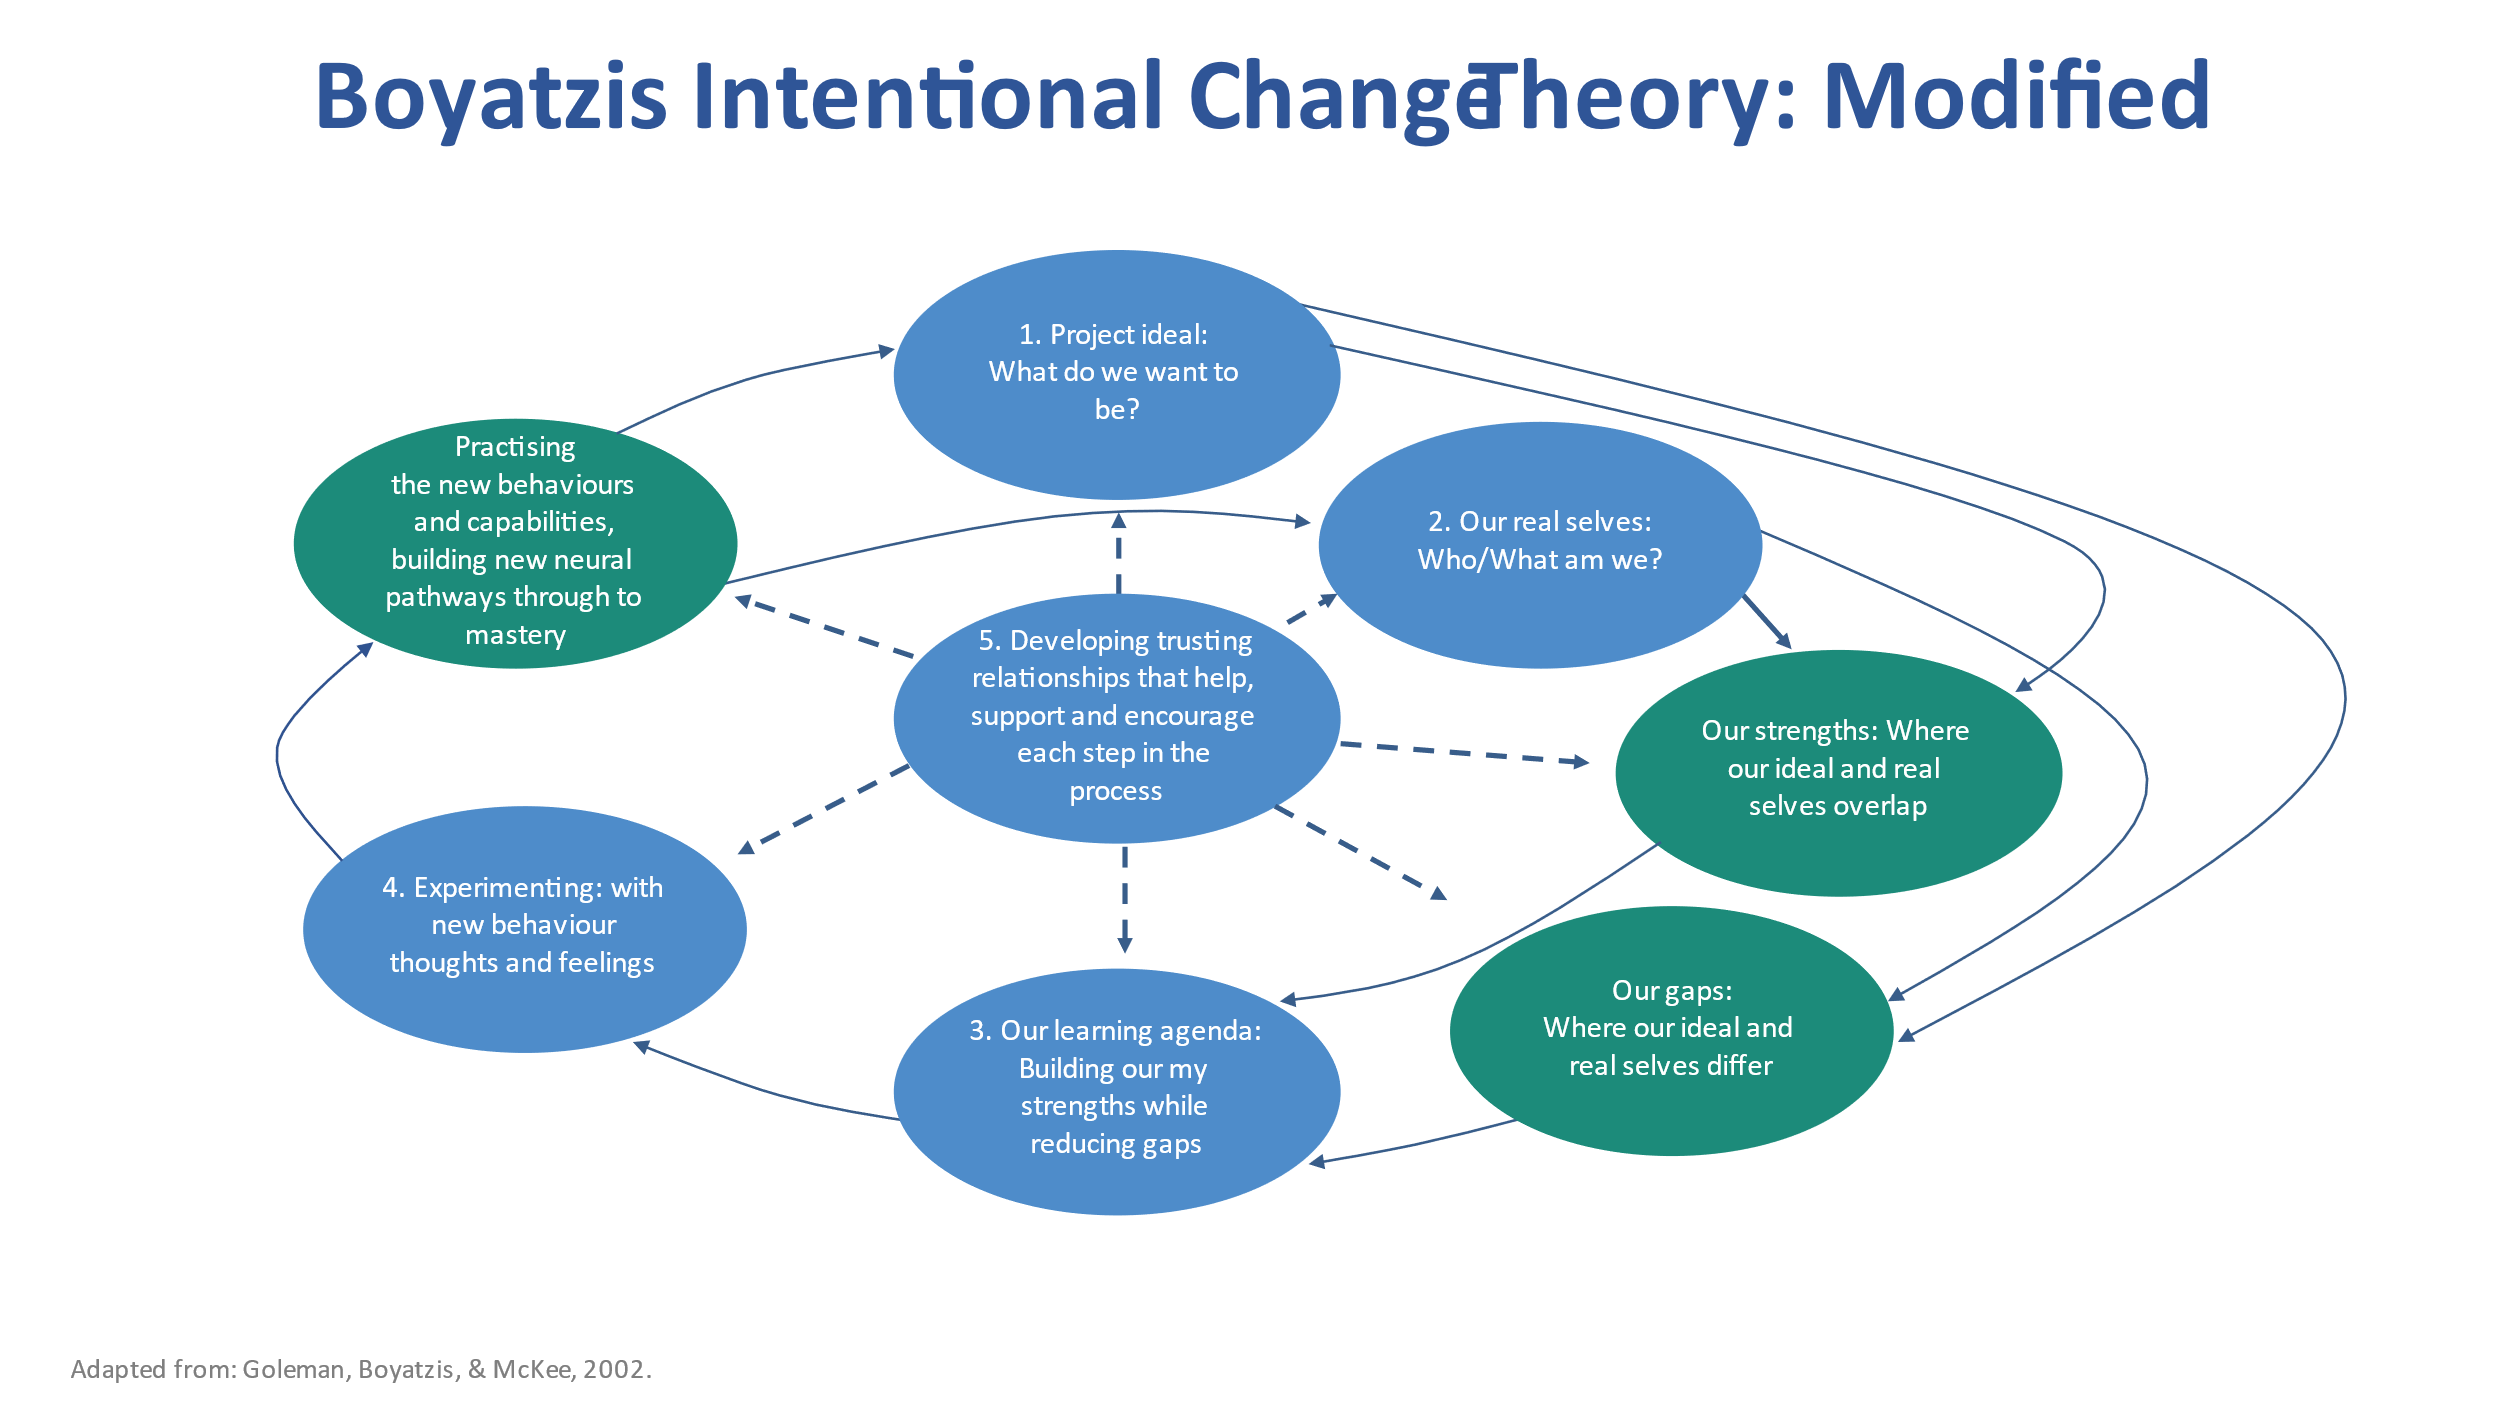 Boyatzis Intentional Change Theory: Modified
1. Project ideal:
What do we want to
be?
Practising
the new behaviours
and capabilities,
building new neural
pathways through to
mastery
2. Our real selves:
Who/What am we?
5. Developing trusting
relationships that help,
support and encourage
each step in the
process
Our strengths: Where
our ideal and real
selves overlap
4. Experimenting: with
new behaviour
thoughts and feelings
Our gaps:
Where our ideal and
real selves differ
3. Our learning agenda:
Building our my
strengths while
reducing gaps
Adapted from: Goleman, Boyatzis, & McKee, 2002.